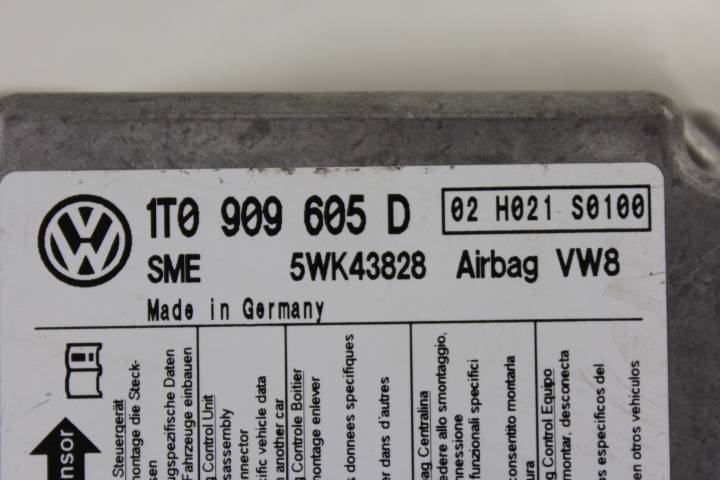 1T0 909 605 D
02 H021 S0100
SME 5WK43828 Airbag VW8
Made in Germany
Steuergerät
montage die Steck-
sen
ugspezifische Daten
Fahrzeuge einbauen
g Control Unit
sassembly
nnector
cific vehicle data
n another car
g Controle Boitier
montage enlever
s donnees specifiques
er dans d'autres
ag Centralina
edere allo smontaggio,
nnessione
funzionali specifici
consentito montarla
ura
g Control Equipo
montar, desconecta
s especificos del
en otros vehiculos
ensor